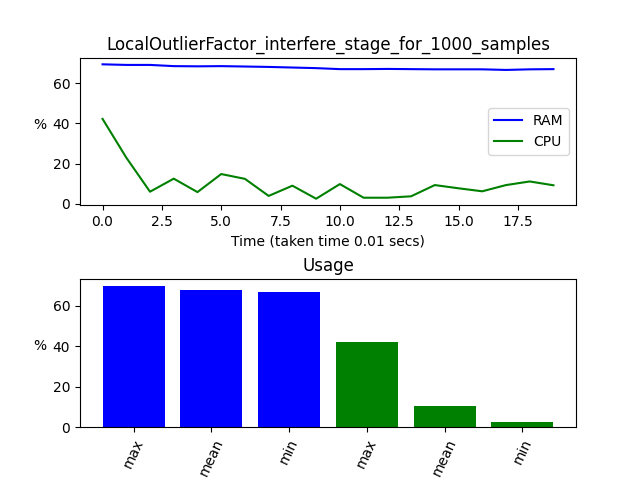 LocalOutlierFactor_interfere_stage_for_1000_samples
60
40
20
0
%
RAM
CPU
0.0 2.5 5.0 7.5 10.0 12.5 15.0 17.5
Time (taken time 0.01 secs)
Usage
60
40
20
0
%
max mean min max mean min